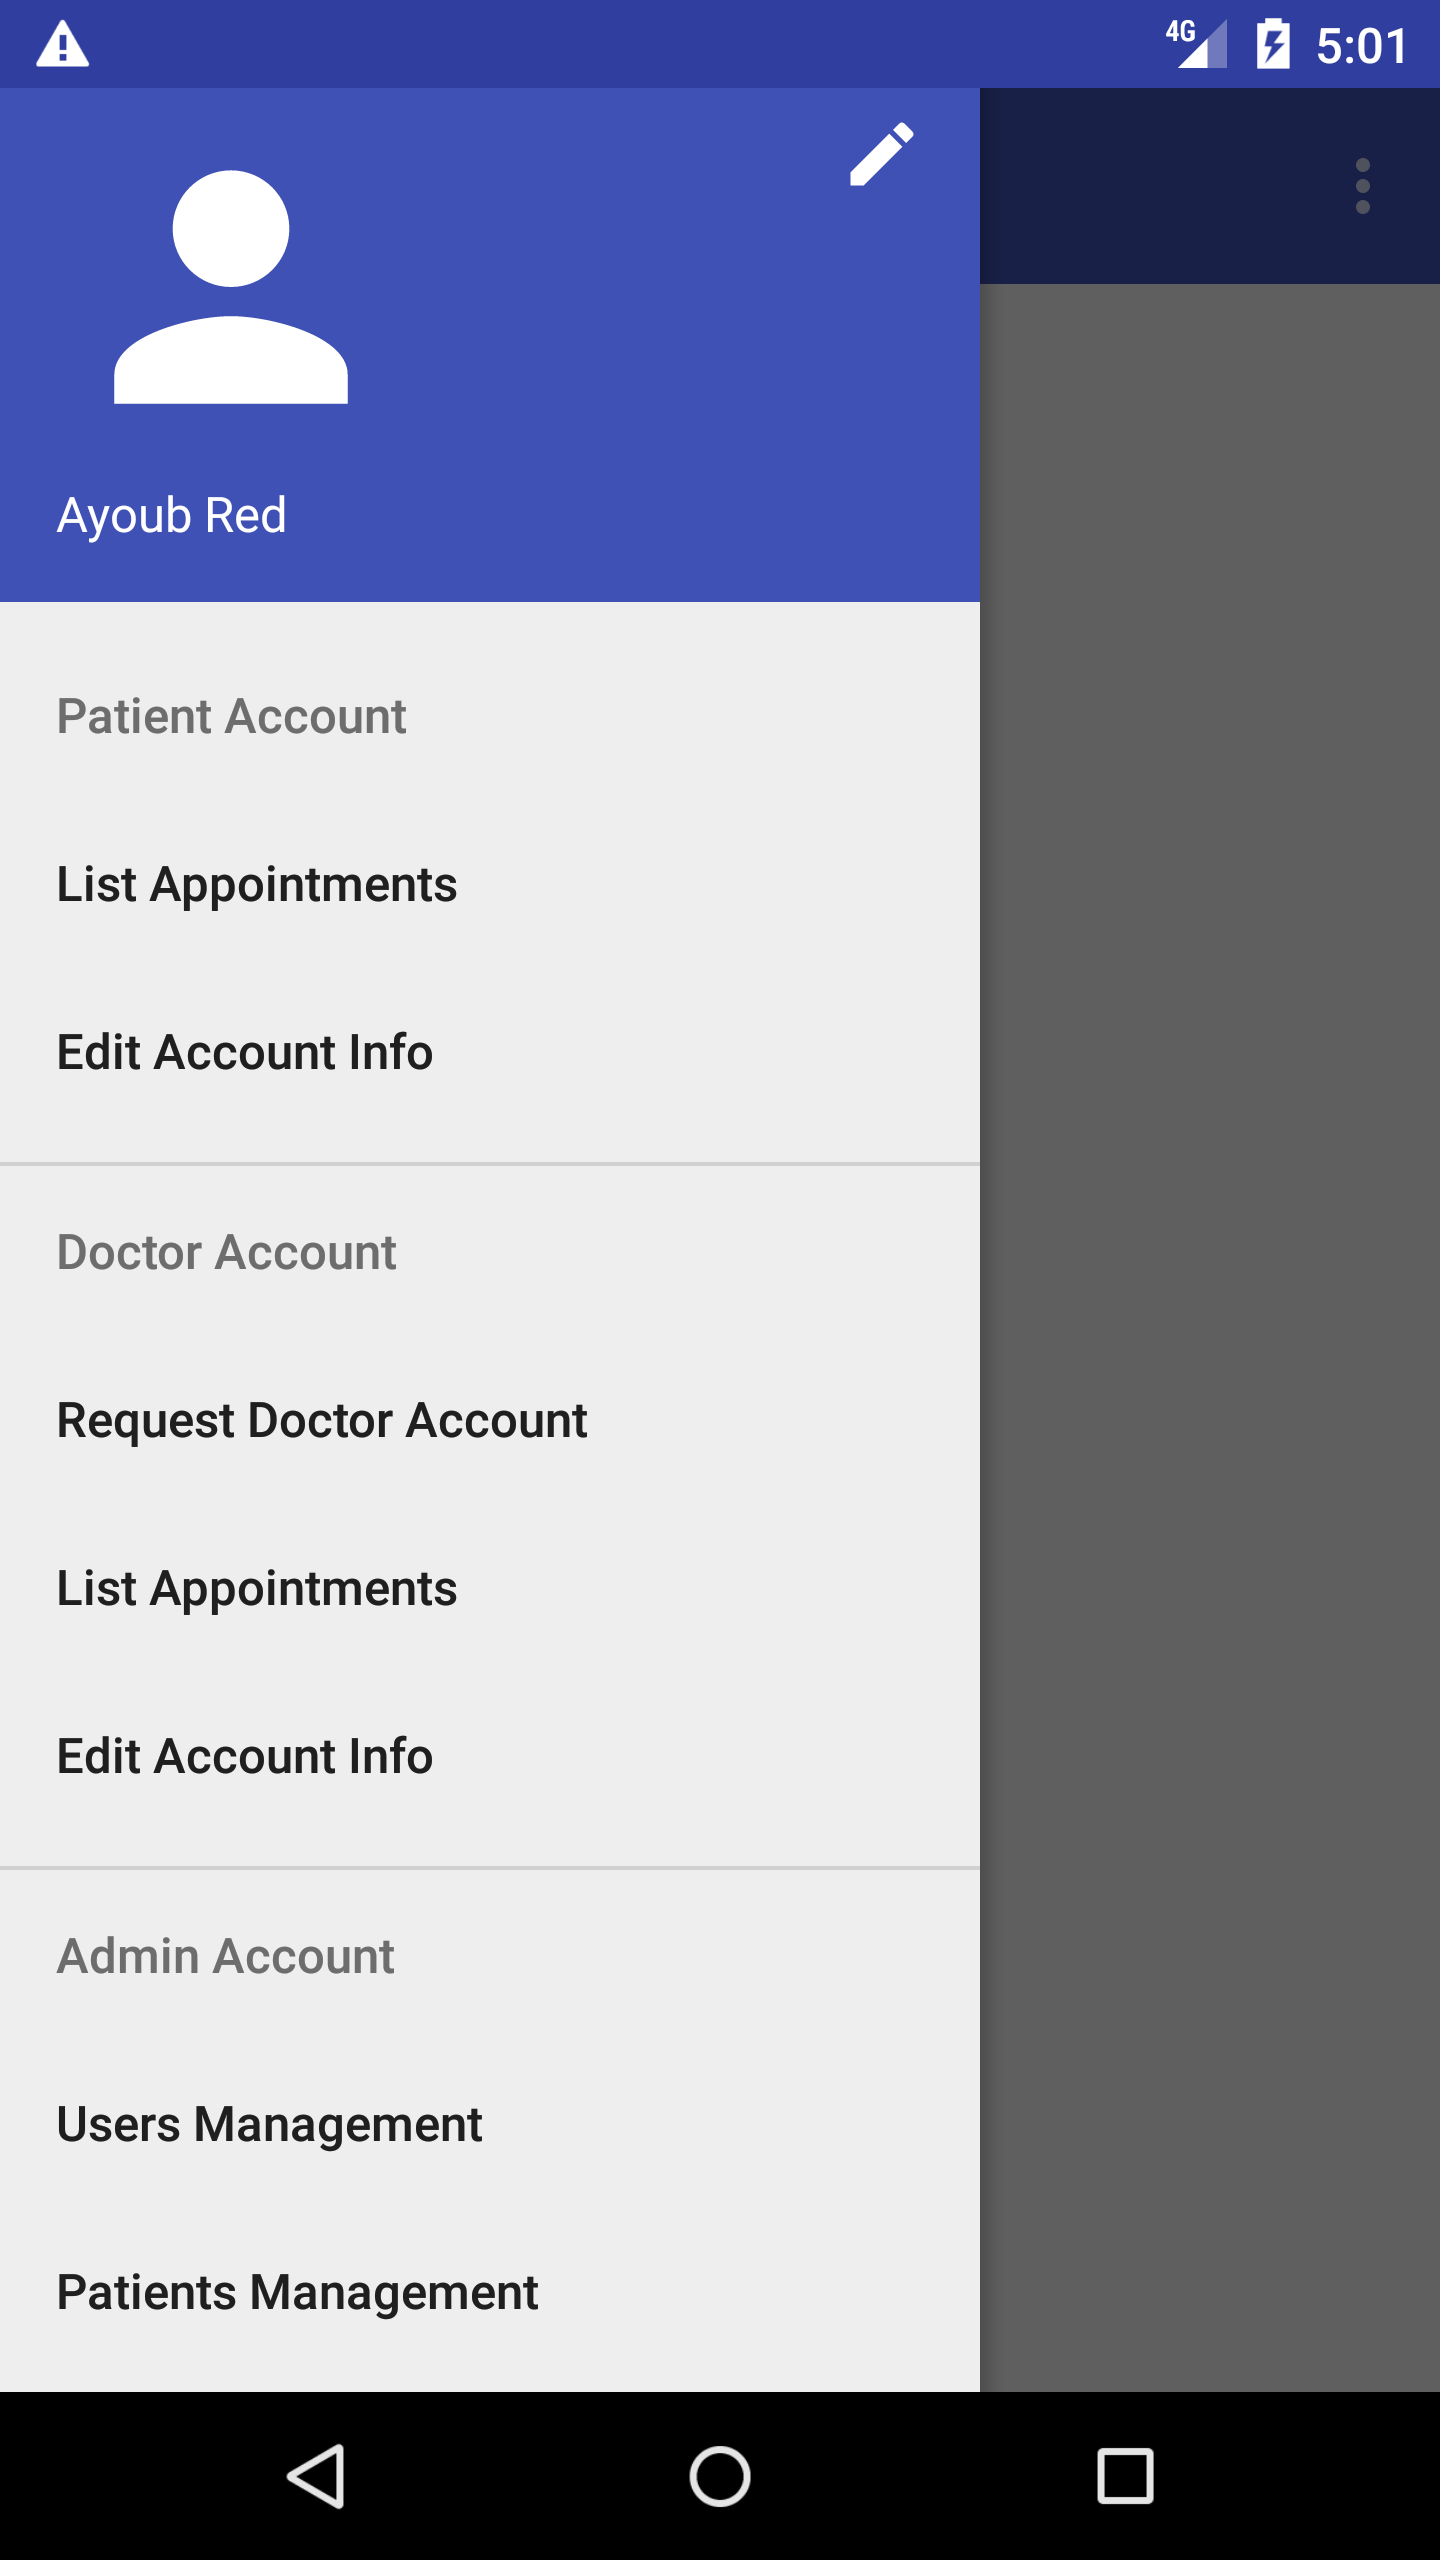 4G 5:01
Ayoub Red
Patient Account
List Appointments
Edit Account Info
Doctor Account
Request Doctor Account
List Appointments
Edit Account Info
Admin Account
Users Management
Patients Management